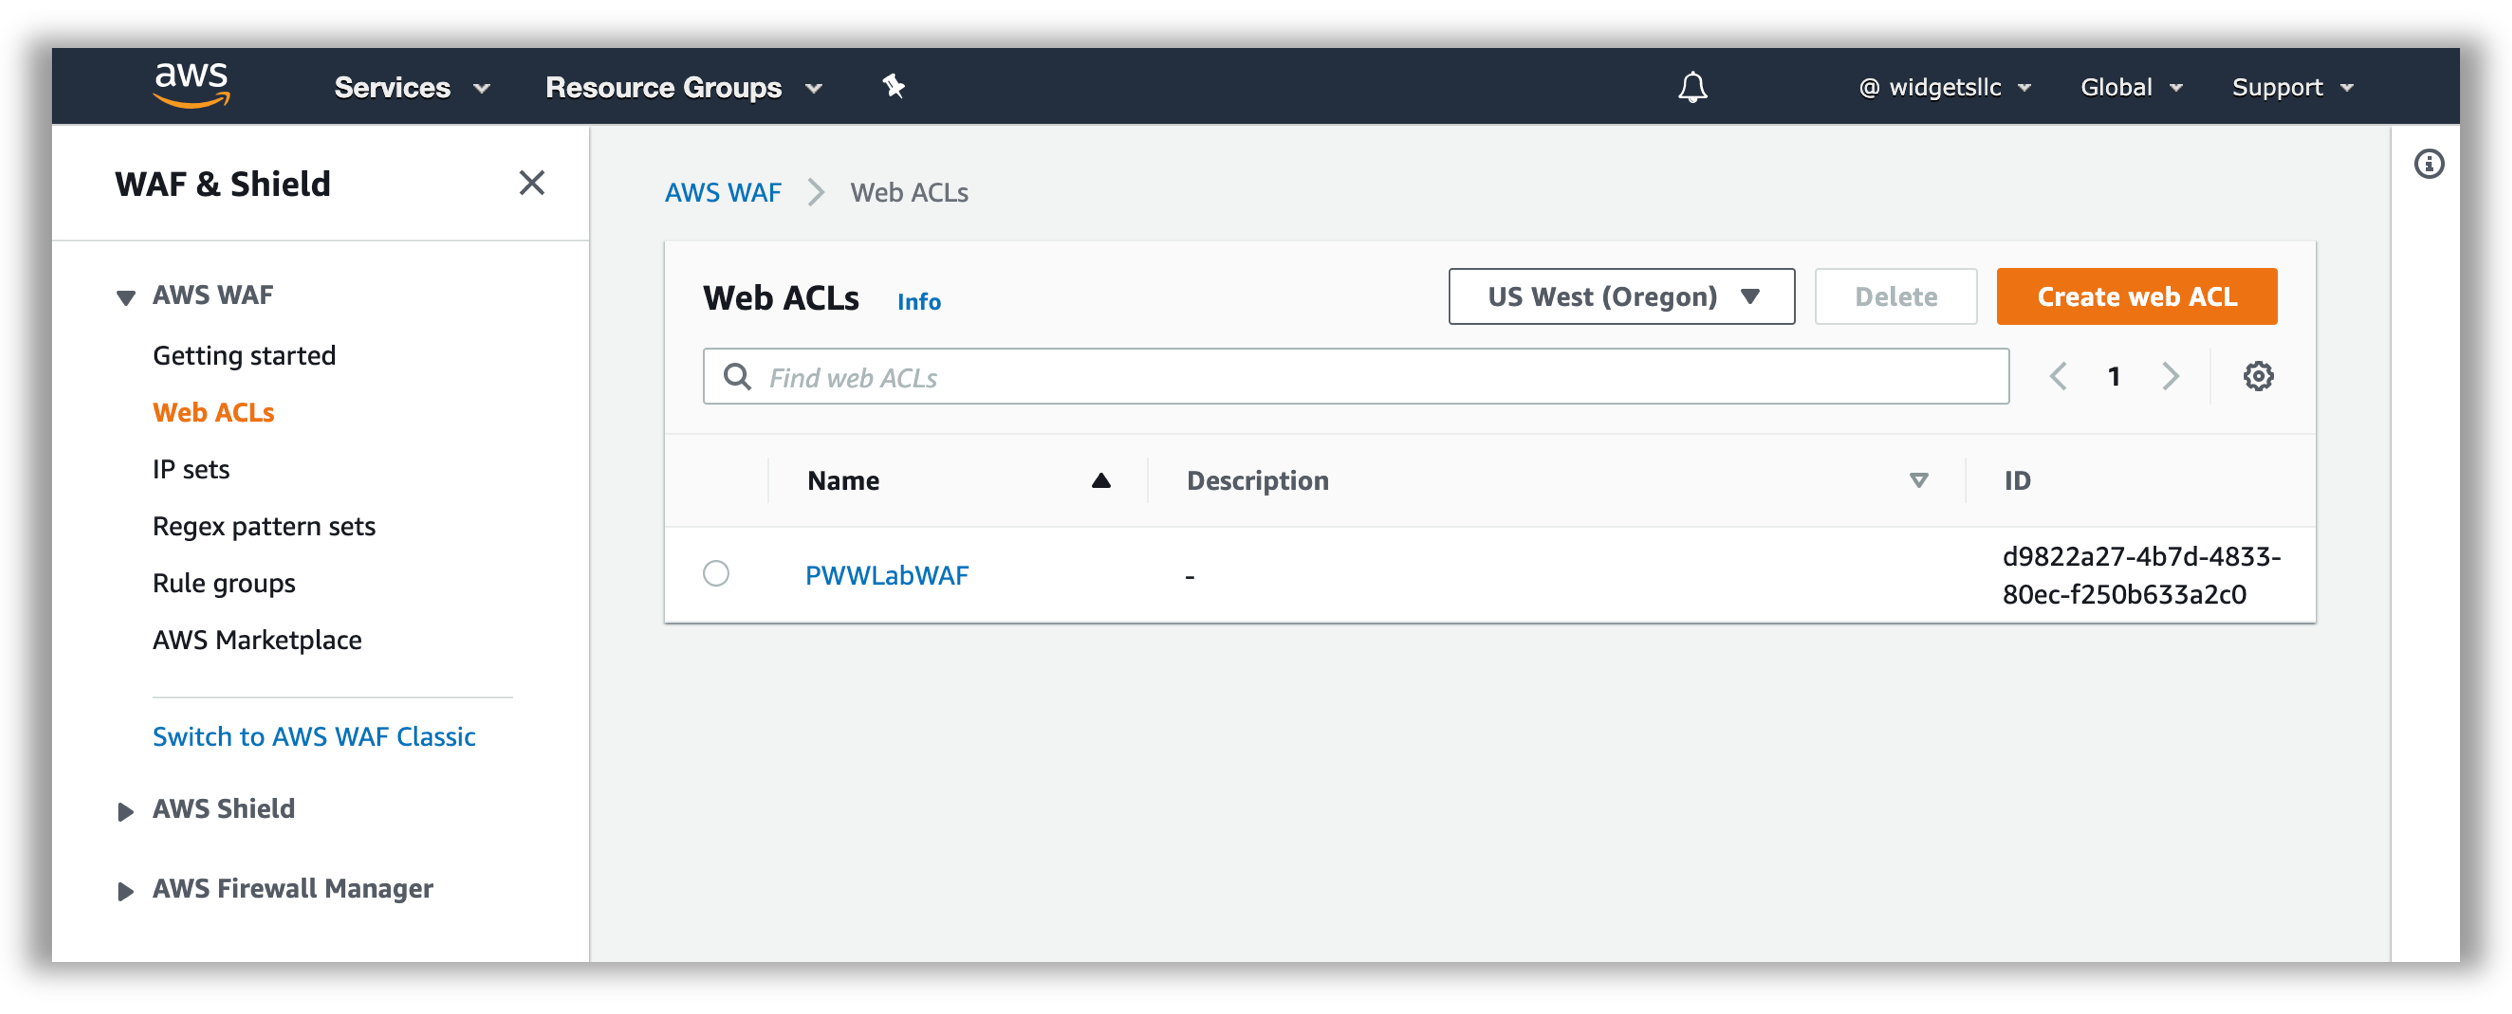 aws
Services
Resource Groups
@ widgetsllc
Global
Support
WAF & Shield
AWS WAF
Getting started
Web ACLs
IP sets
Regex pattern sets
Rule groups
AWS Marketplace
Switch to AWS WAF Classic
AWS Shield
AWS Firewall Manager
AWS WAF
Web ACLs
Web ACLs
Info
US West (Oregon)
Delete
Create web ACL
Find web ACLs
1
Name
Description
ID
PWWLabWAF
-
d9822a27-4b7d-4833-
80ec-f250b633a2c0